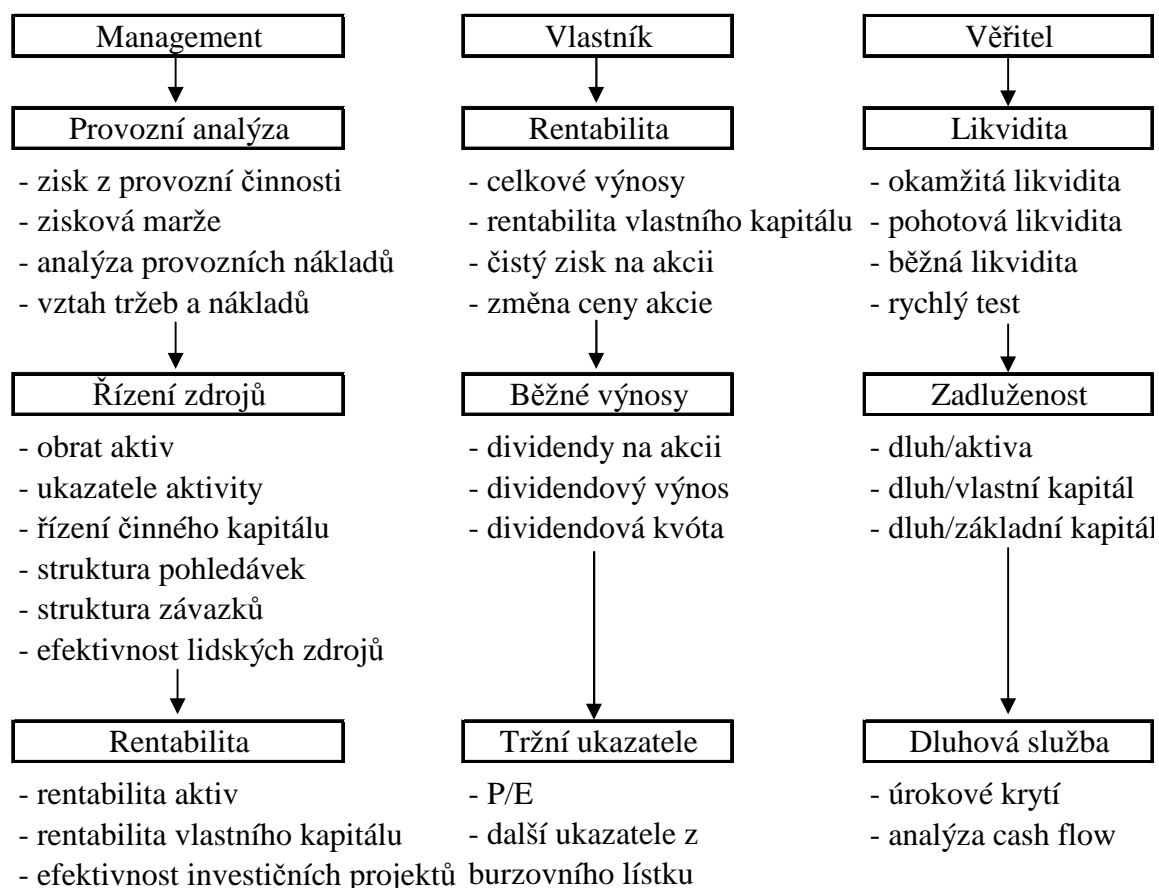 Management
Provozní analýza
- zisk z provozní činnosti
- zisková marže
- analýza provozních nákladů
- vztah tržeb a nákladů
Řízení zdrojů
- obrat aktiv
- ukazatele aktivity
- řízení činného kapitálu
- struktura pohledávek
- struktura závazků
- efektivnost lidských zdrojů
Rentabilita
- rentabilita aktiv
- rentabilita vlastního kapitálu
- efektivnost investičních projektů
Vlastník
Rentabilita
- celkové výnosy
- rentabilita vlastního kapitálu
- čistý zisk na akcii
- změna ceny akcie
Běžné výnosy
- dividendy na akcii
- dividendový výnos
- dividendová kvóta
Tržní ukazatele
- P/E
- další ukazatele z
burzovního lístku
Věřitel
Likvidita
- okamžitá likvidita
- pohotová likvidita
- běžná likvidita
- rychlý test
Zadluženost
- dluh/aktiva
- dluh/vlastní kapitál
- dluh/základní kapitál
Dluhová služba
- úrokové krytí
- analýza cash flow